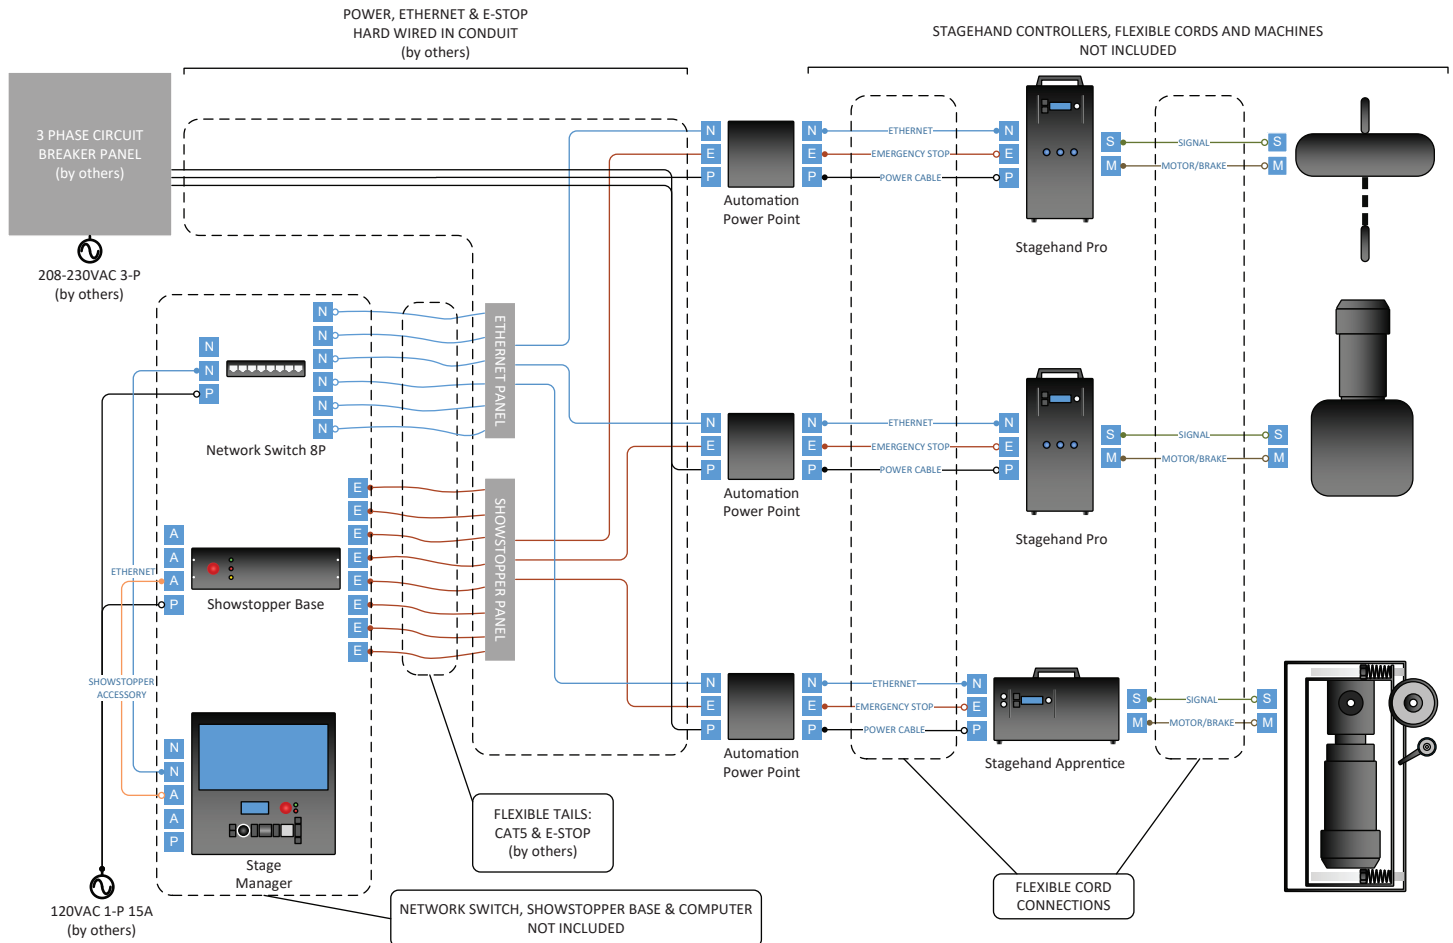 POWER, ETHERNET & E-STOP
HARD WIRED IN CONDUIT
(by others)
STAGEHAND CONTROLLERS, FLEXIBLE CORDS AND MACHINES
NOT INCLUDED
3 PHASE CIRCUIT
BREAKER PANEL
(by others)
208-230VAC 3-P
(by others)
N
E
P
Automation
Power Point
N
E
P
ETHERNET
EMERGENCY STOP
POWER CABLE
N
E
P
Stagehand Pro
S
M
SIGNAL
MOTOR/BRAKE
S
M
N
N
P
Network Switch 8P
N
N
N
N
N
N
ETHERNET PANEL
N
E
P
Automation
Power Point
N
E
P
ETHERNET
EMERGENCY STOP
POWER CABLE
N
E
P
Stagehand Pro
S
M
SIGNAL
MOTOR/BRAKE
S
M
A
A
A
P
ETHERNET
Showstopper Base
E
E
E
E
E
E
E
E
SHOWSTOPPER PANEL
SHOWSTOPPER
ACCESSORY
N
N
A
A
P
Stage
Manager
N
E
P
Automation
Power Point
N
E
P
ETHERNET
EMERGENCY STOP
POWER CABLE
N
E
P
Stagehand Apprentice
S
M
SIGNAL
MOTOR/BRAKE
S
M
FLEXIBLE TAILS:
CAT5 & E-STOP
(by others)
FLEXIBLE CORD
CONNECTIONS
120VAC 1-P 15A
(by others)
NETWORK SWITCH, SHOWSTOPPER BASE & COMPUTER
NOT INCLUDED